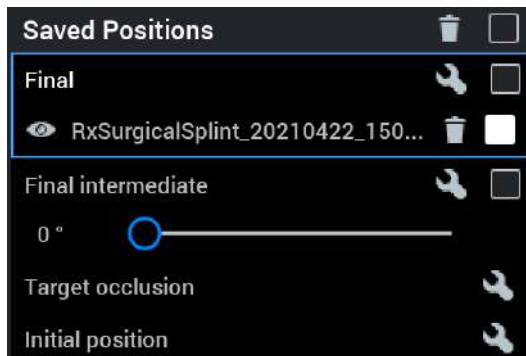 Saved Positions
Final
RxSurgicalSplint_20210422_150...
Final intermediate
0 °
Target occlusion
Initial position